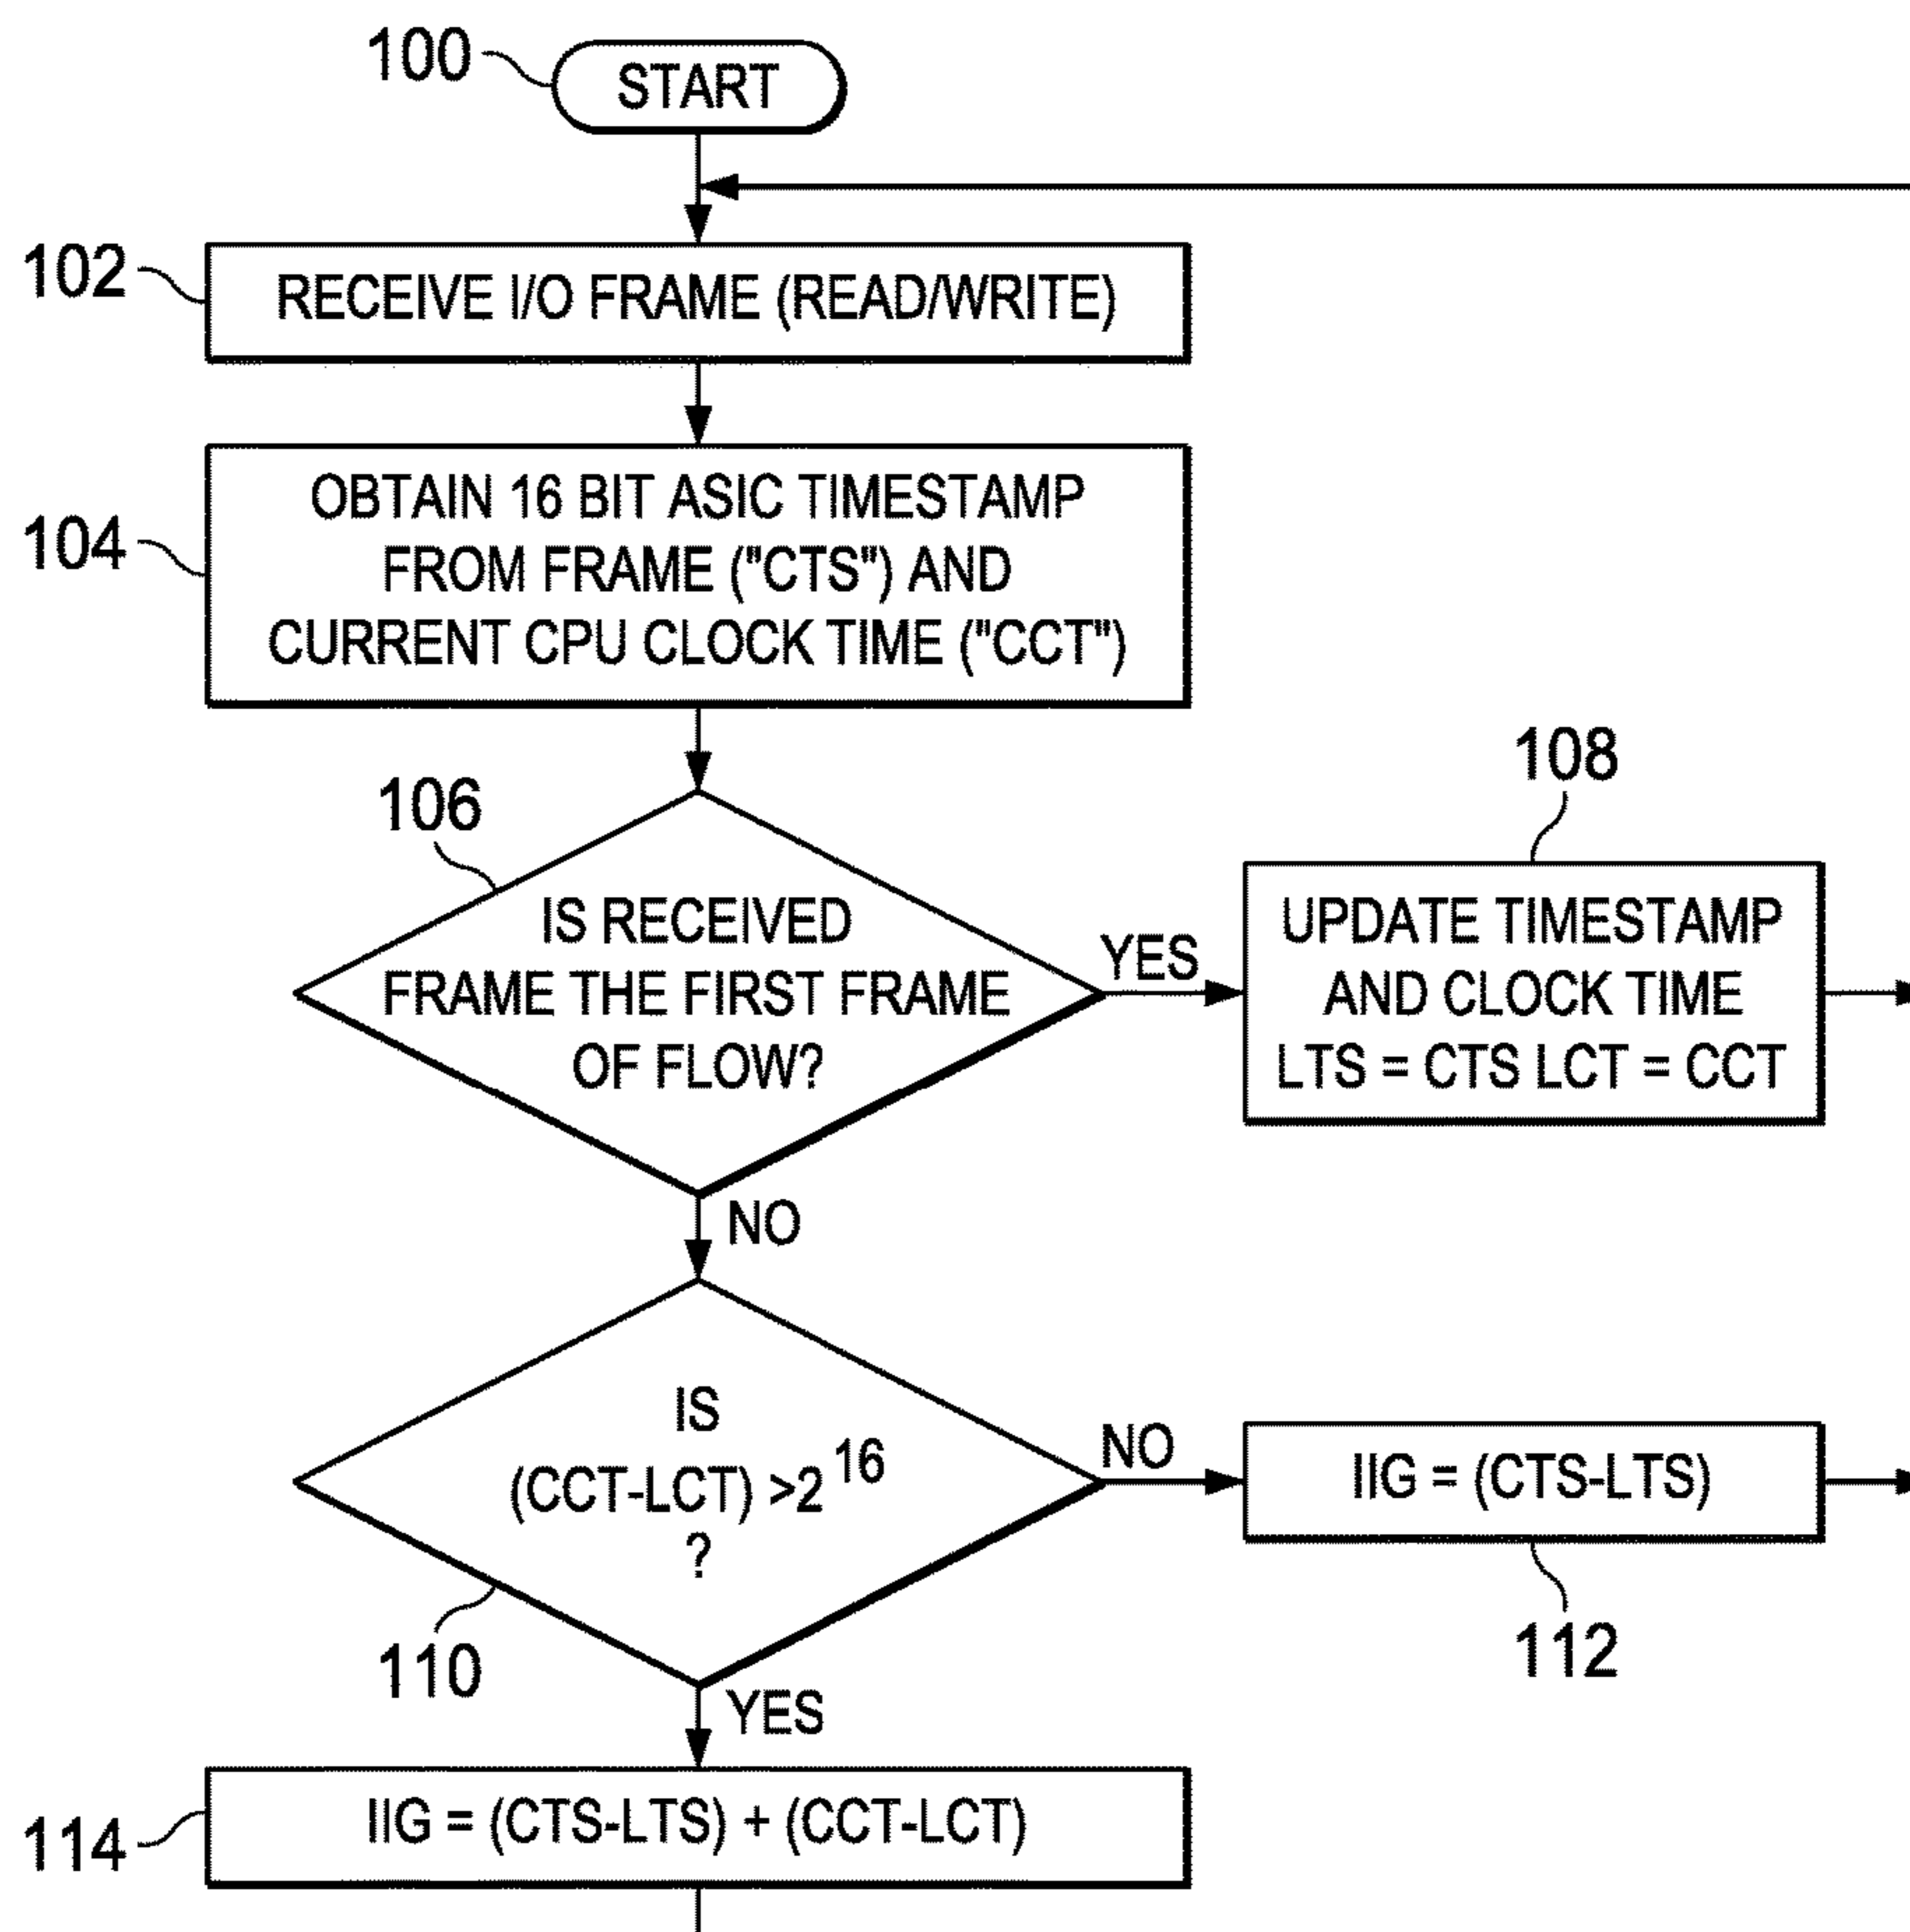 100
START
102
RECEIVE I/O FRAME (READ/WRITE)
104
OBTAIN 16 BIT ASIC TIMESTAMP
FROM FRAME ("CTS") AND
CURRENT CPU CLOCK TIME ("CCT")
106
IS RECEIVED
FRAME THE FIRST FRAME
OF FLOW?
YES
108
UPDATE TIMESTAMP
AND CLOCK TIME
LTS = CTS LCT = CCT
NO
110
IS
(CCT-LCT) >2^16
?
NO
IIG = (CTS-LTS)
112
YES
114
IIG = (CTS-LTS) + (CCT-LCT)